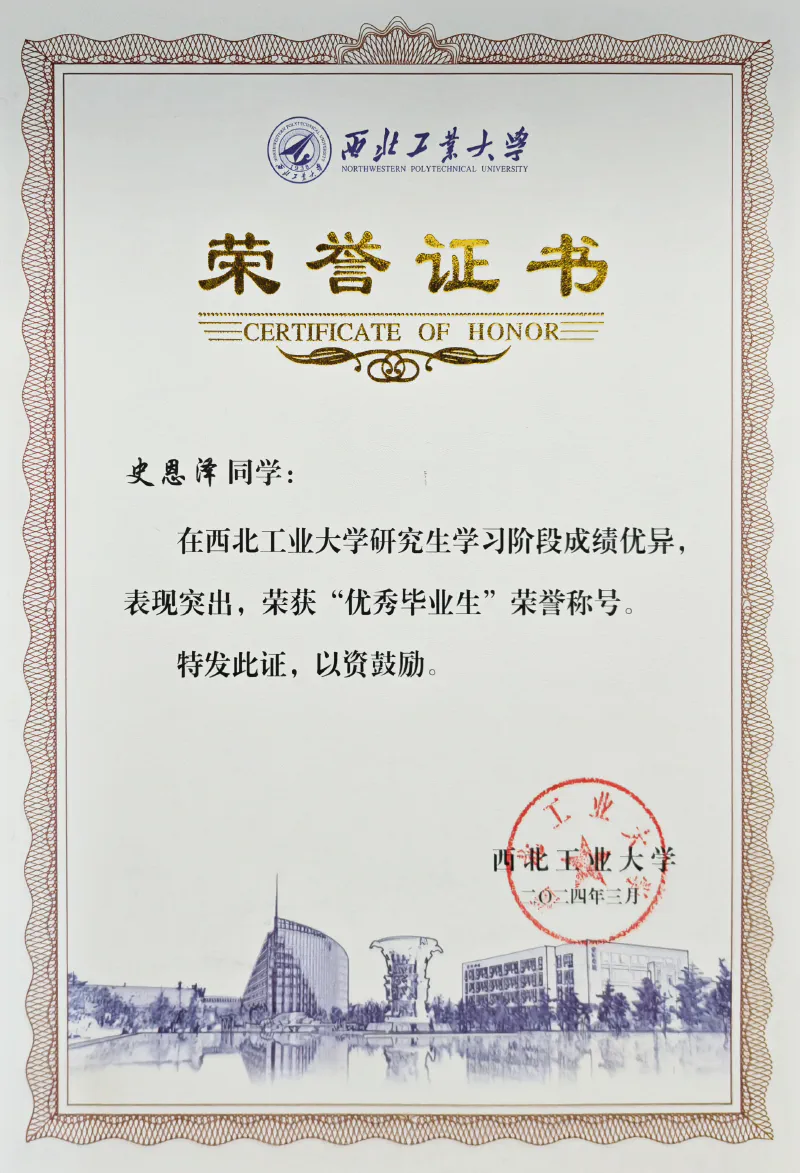 西北工业大学
NORTHWESTERN POLYTECHNICAL UNIVERSITY
荣誉证书
CERTIFICATE OF HONOR
史恩泽同学：
在西北工业大学研究生学习阶段成绩优异，
表现突出，荣获“优秀毕业生”荣誉称号。
特发此证，以资鼓励。
西北工业大学
二〇二四年三月